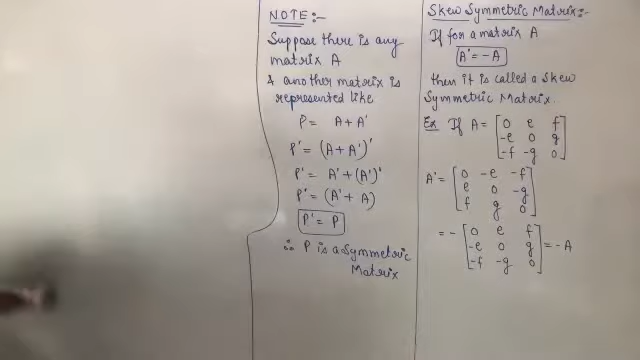 NOTE:-
Suppose there is any
matrix A
& another matrix is
represented like
P = A + A'
P' = (A + A')'
P' = A' + (A')'
P' = (A' + A)
P' = P
∴ P is a Symmetric
Matrix
Skew Symmetric Matrix:-
If for a matrix A
A' = -A
then it is called a Skew
Symmetric Matrix.
Ex If A = [0 e f
-e 0 g
-f -g 0]
A' = [0 -e -f
e 0 -g
f g 0]
= - [0 e f
-e 0 g
-f -g 0] = -A